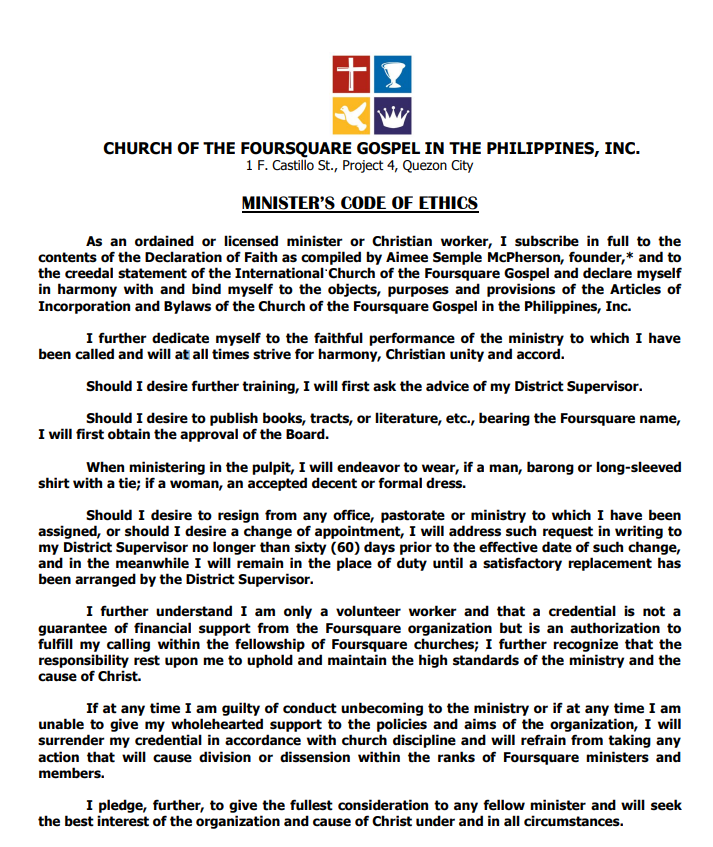 CHURCH OF THE FOURSQUARE GOSPEL IN THE PHILIPPINES, INC.
1 F. Castillo St., Project 4, Quezon City
MINISTER'S CODE OF ETHICS
As an ordained or licensed minister or Christian worker, I subscribe in full to the
contents of the Declaration of Faith as compiled by Aimee Semple McPherson, founder,* and to
the creedal statement of the International Church of the Foursquare Gospel and declare myself
in harmony with and bind myself to the objects, purposes and provisions of the Articles of
Incorporation and Bylaws of the Church of the Foursquare Gospel in the Philippines, Inc.
I further dedicate myself to the faithful performance of the ministry to which I have
been called and will at all times strive for harmony, Christian unity and accord.
Should I desire further training, I will first ask the advice of my District Supervisor.
Should I desire to publish books, tracts, or literature, etc., bearing the Foursquare name,
I will first obtain the approval of the Board.
When ministering in the pulpit, I will endeavor to wear, if a man, barong or long-sleeved
shirt with a tie; if a woman, an accepted decent or formal dress.
Should I desire to resign from any office, pastorate or ministry to which I have been
assigned, or should I desire a change of appointment, I will address such request in writing to
my District Supervisor no longer than sixty (60) days prior to the effective date of such change,
and in the meanwhile I will remain in the place of duty until a satisfactory replacement has
been arranged by the District Supervisor.
I further understand I am only a volunteer worker and that a credential is not a
guarantee of financial support from the Foursquare organization but is an authorization to
fulfill my calling within the fellowship of Foursquare churches; I further recognize that the
responsibility rest upon me to uphold and maintain the high standards of the ministry and the
cause of Christ.
If at any time I am guilty of conduct unbecoming to the ministry or if at any time I am
unable to give my wholehearted support to the policies and aims of the organization, I will
surrender my credential in accordance with church discipline and will refrain from taking any
action that will cause division or dissension within the ranks of Foursquare ministers and
members.
I pledge, further, to give the fullest consideration to any fellow minister and will seek
the best interest of the organization and cause of Christ under and in all circumstances.